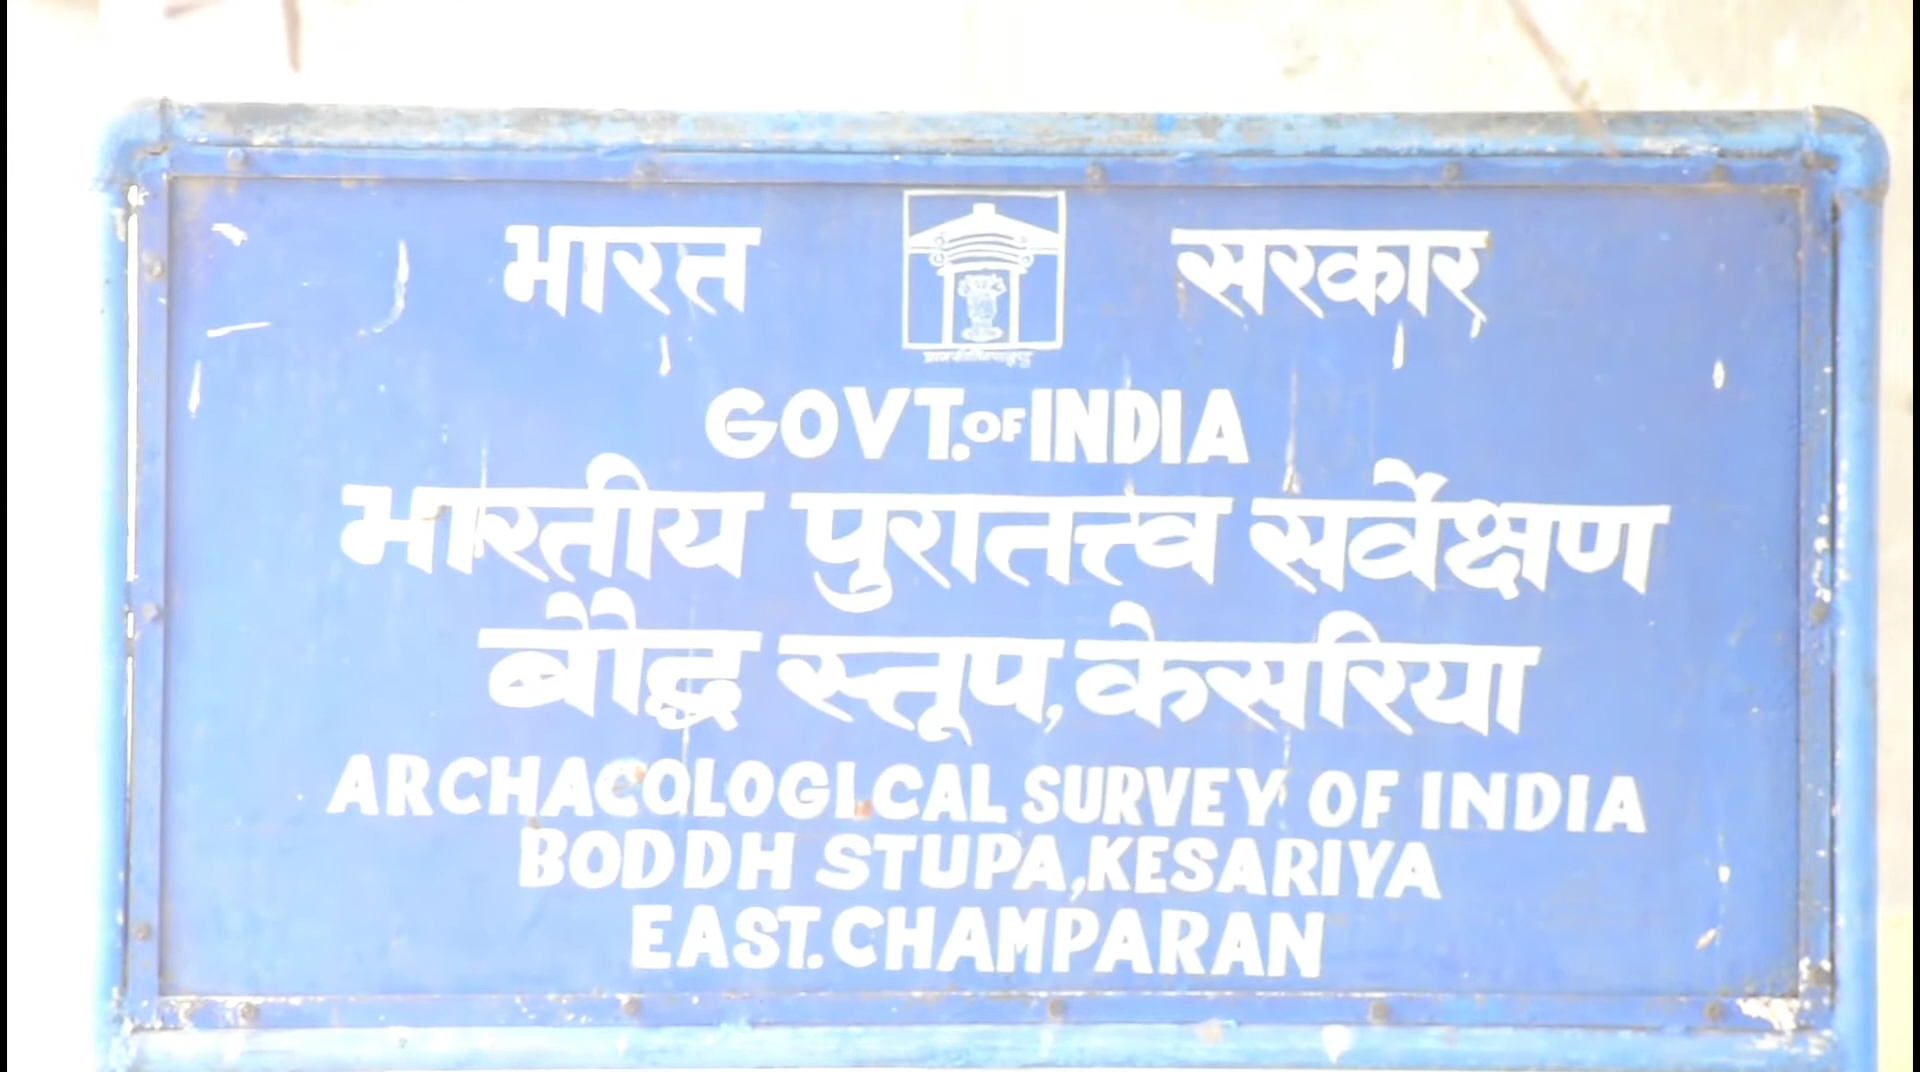 भारत सरकार
GOVT. OF INDIA
भारतीय पुरातत्त्व सर्वेक्षण
बौद्ध स्तूप, केसरिया
ARCHACOLOGICAL SURVEY OF INDIA
BODDH STUPA, KESARIYA
EAST. CHAMPARAN